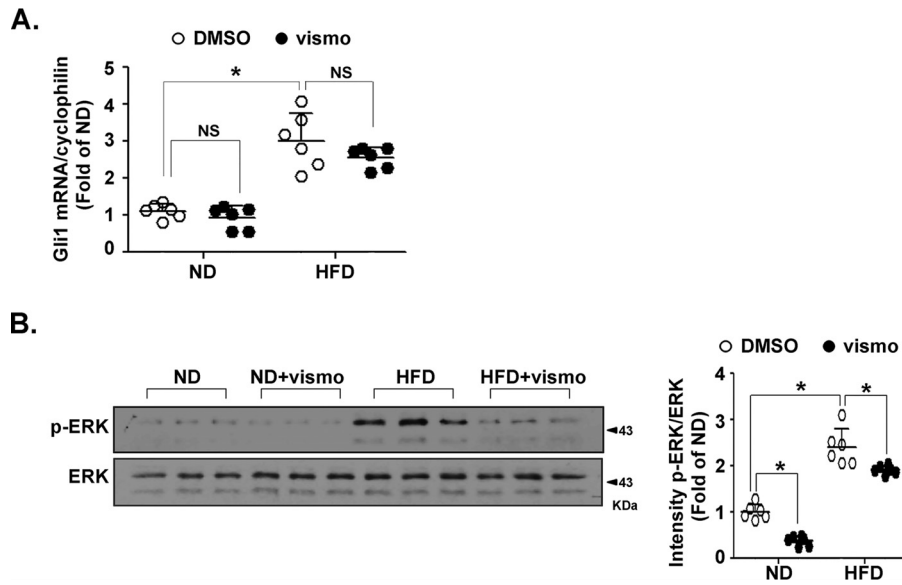 A.
DMSO vismo
Gli1 mRNA/cyclophilin
(Fold of ND)
5
4
3
2
1
0
*
NS
NS
ND HFD
B.
ND ND+vismo HFD HFD+vismo
p-ERK
43
ERK
43
KDa
DMSO vismo
Intensity p-ERK/ERK
(Fold of ND)
4
3
2
1
0
*
*
*
ND HFD